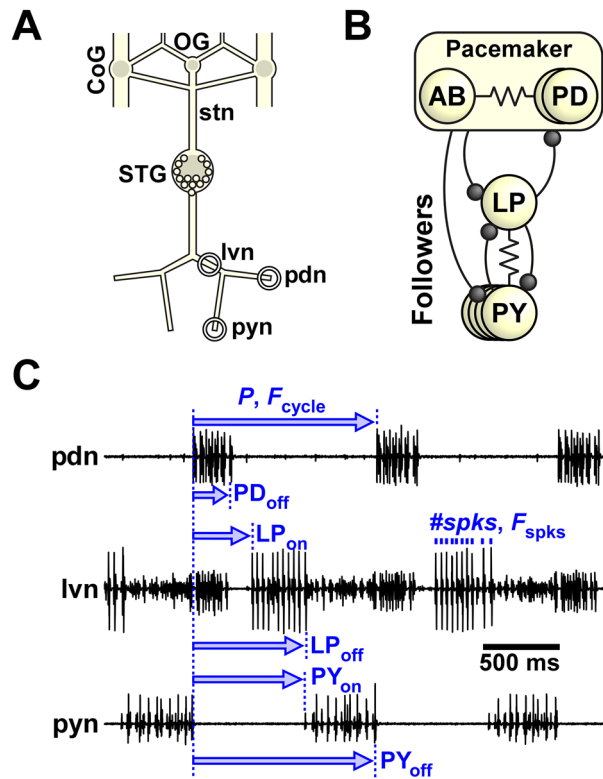 A
CoG
OG
stn
STG
lvn
pdn
pyn
B
Pacemaker
AB
PD
LP
PY
Followers
C
P, Fcycle
pdn
PDoff
LPon
#spks, Fspks
lvn
LPoff
500 ms
PYon
pyn
PYoff